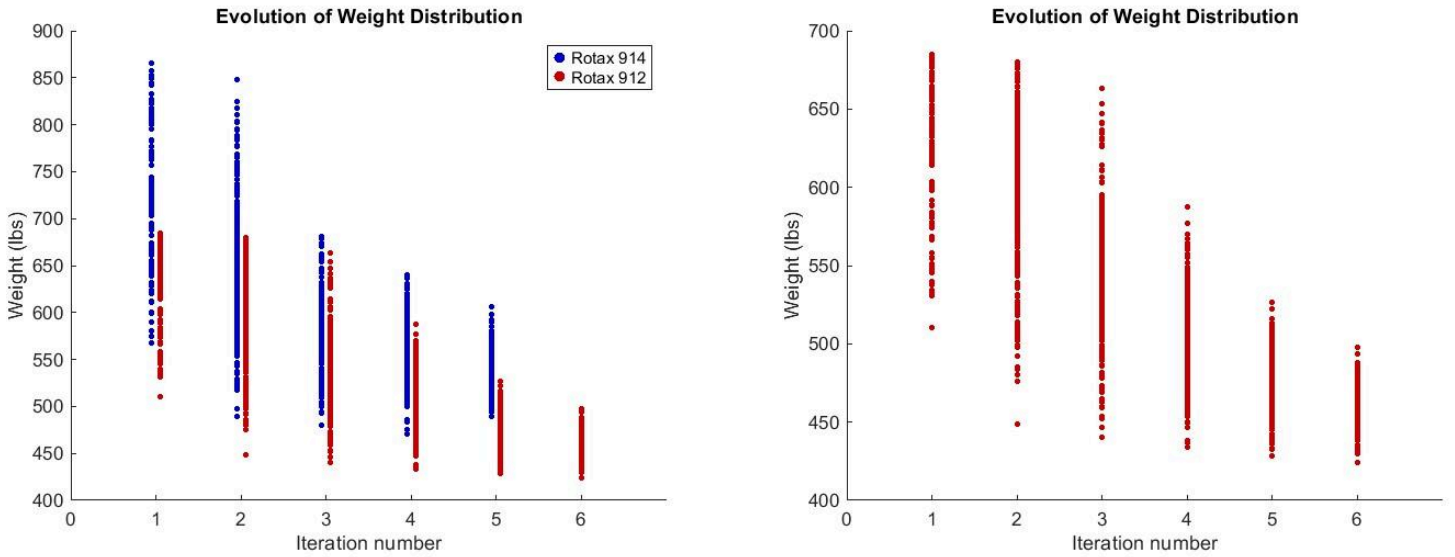 Evolution of Weight Distribution
900
850
800
750
700
650
600
550
500
450
400
Weight (lbs)
Rotax 914
Rotax 912
0 1 2 3 4 5 6
Iteration number
Evolution of Weight Distribution
700
650
600
550
500
450
400
Weight (lbs)
0 1 2 3 4 5 6
Iteration number